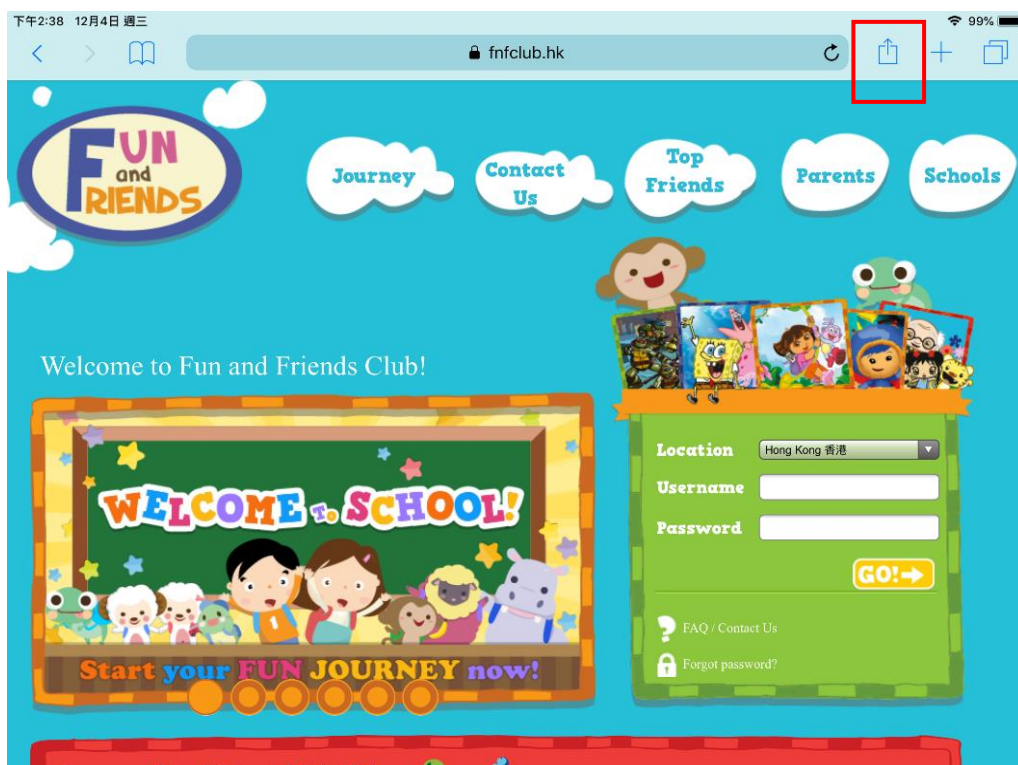 下午2:38 12月4日 週三
99%
fnfclub.hk
FUN
and
FRIENDS
Journey
Contact
Us
Top
Friends
Parents
Schools
Welcome to Fun and Friends Club!
WELCOME TO SCHOOL!
1
Start your FUN JOURNEY now!
Location Hong Kong 香港
Username
Password
GO!
? FAQ / Contact Us
Forgot password?